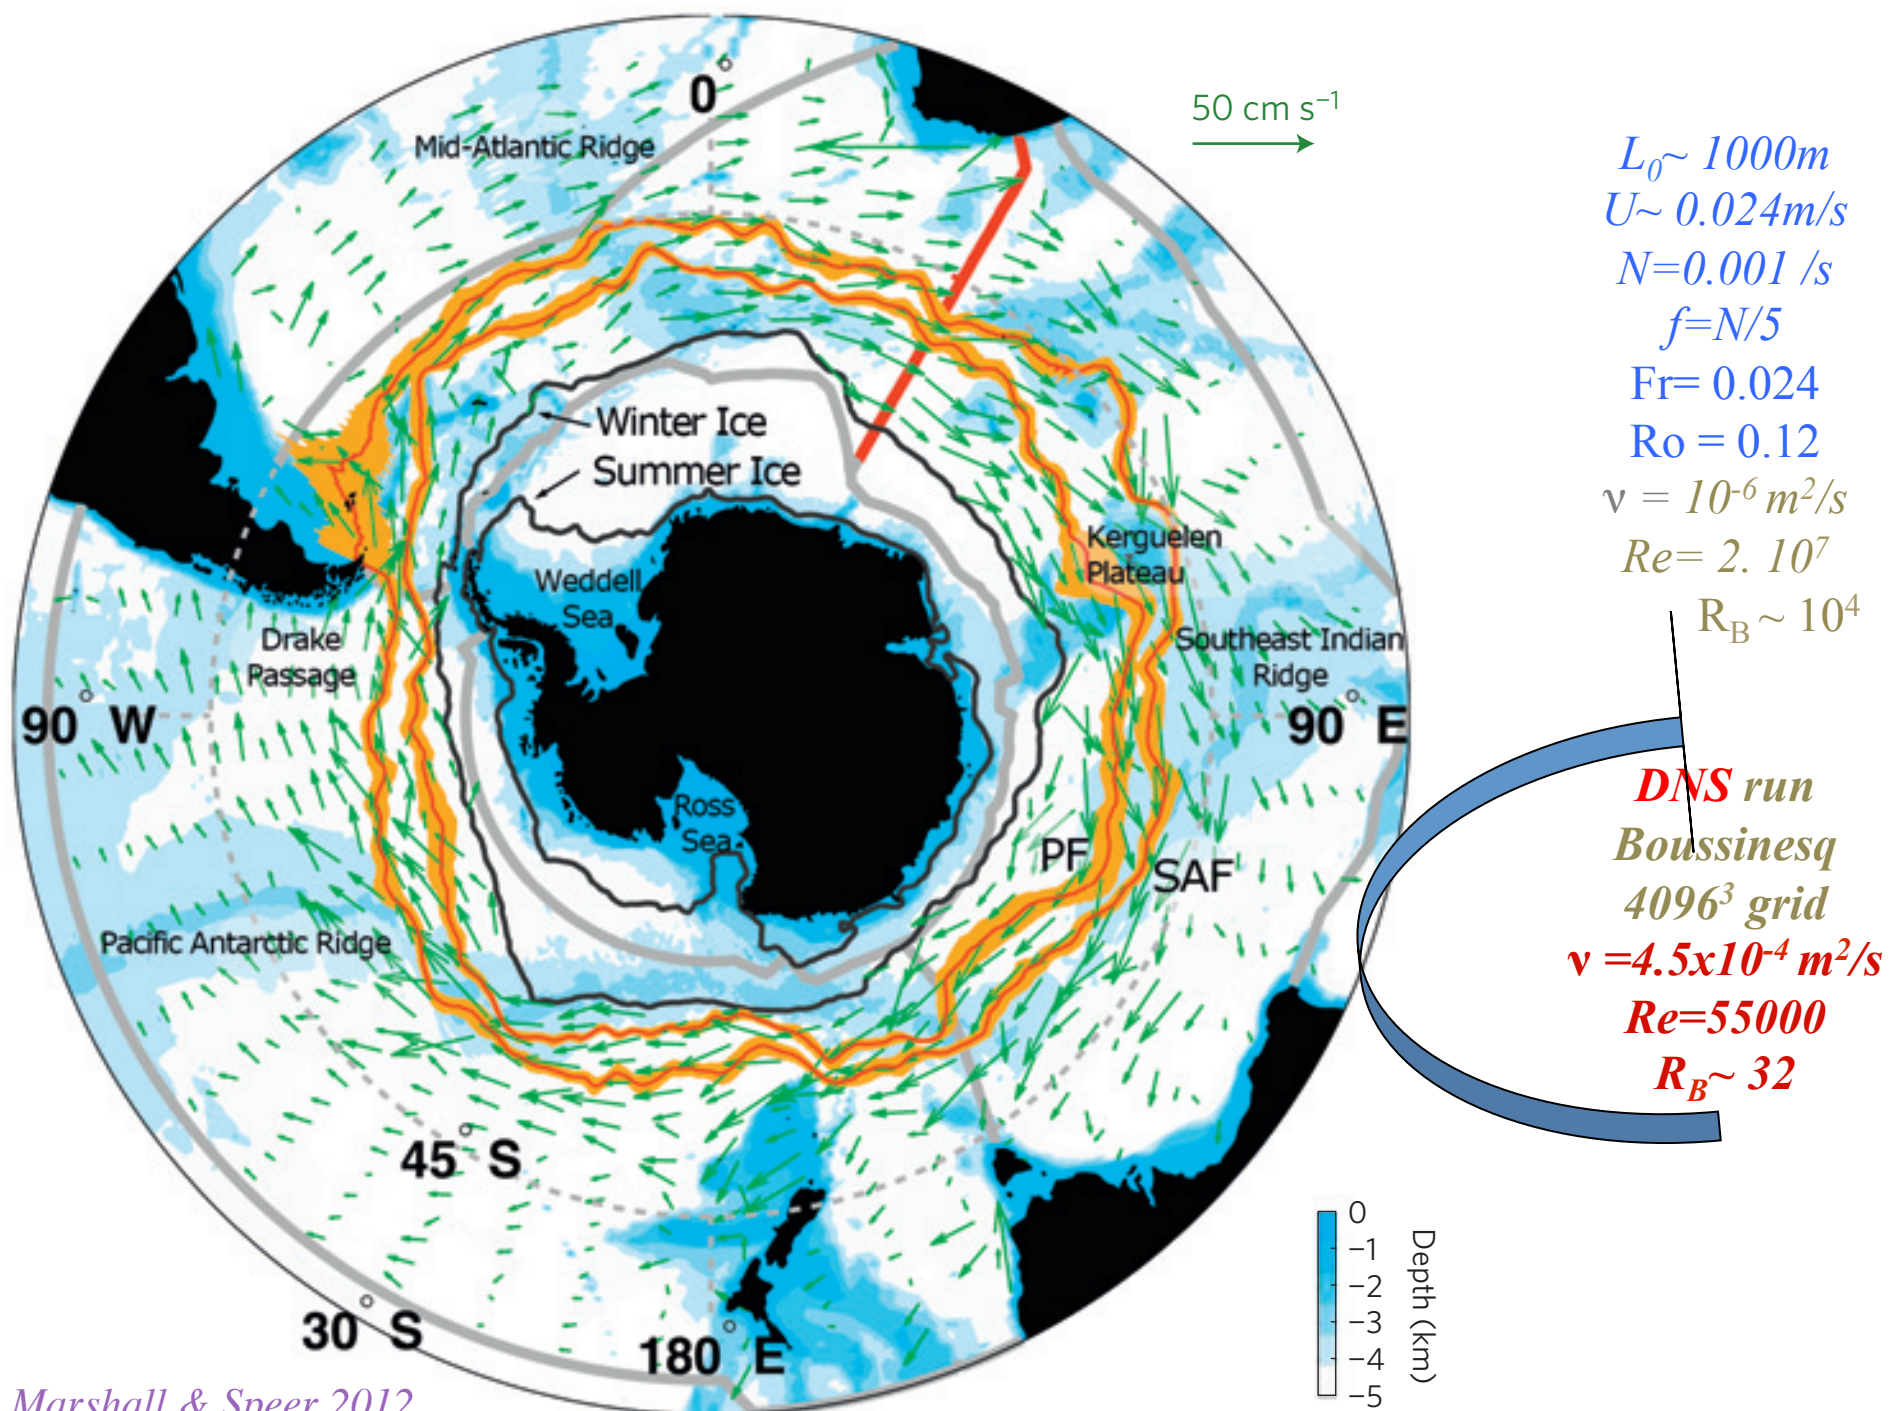 0°
Mid-Atlantic Ridge
50 cm s⁻¹
Winter Ice
Summer Ice
Kerguelen
Plateau
Weddell
Sea
Drake
Passage
Southeast Indian
Ridge
90° W
90° E
Ross
Sea
PF
SAF
Pacific Antarctic Ridge
45° S
30° S
180° E
0
−1
−2
−3
−4
−5
Depth (km)
Marshall & Speer 2012
L₀~ 1000m
U~ 0.024m/s
N=0.001 /s
f=N/5
Fr= 0.024
Ro = 0.12
ν = 10⁻⁶ m²/s
Re= 2. 10⁷
R_B ~ 10⁴
DNS run
Boussinesq
4096³ grid
ν =4.5x10⁻⁴ m²/s
Re=55000
R_B~ 32